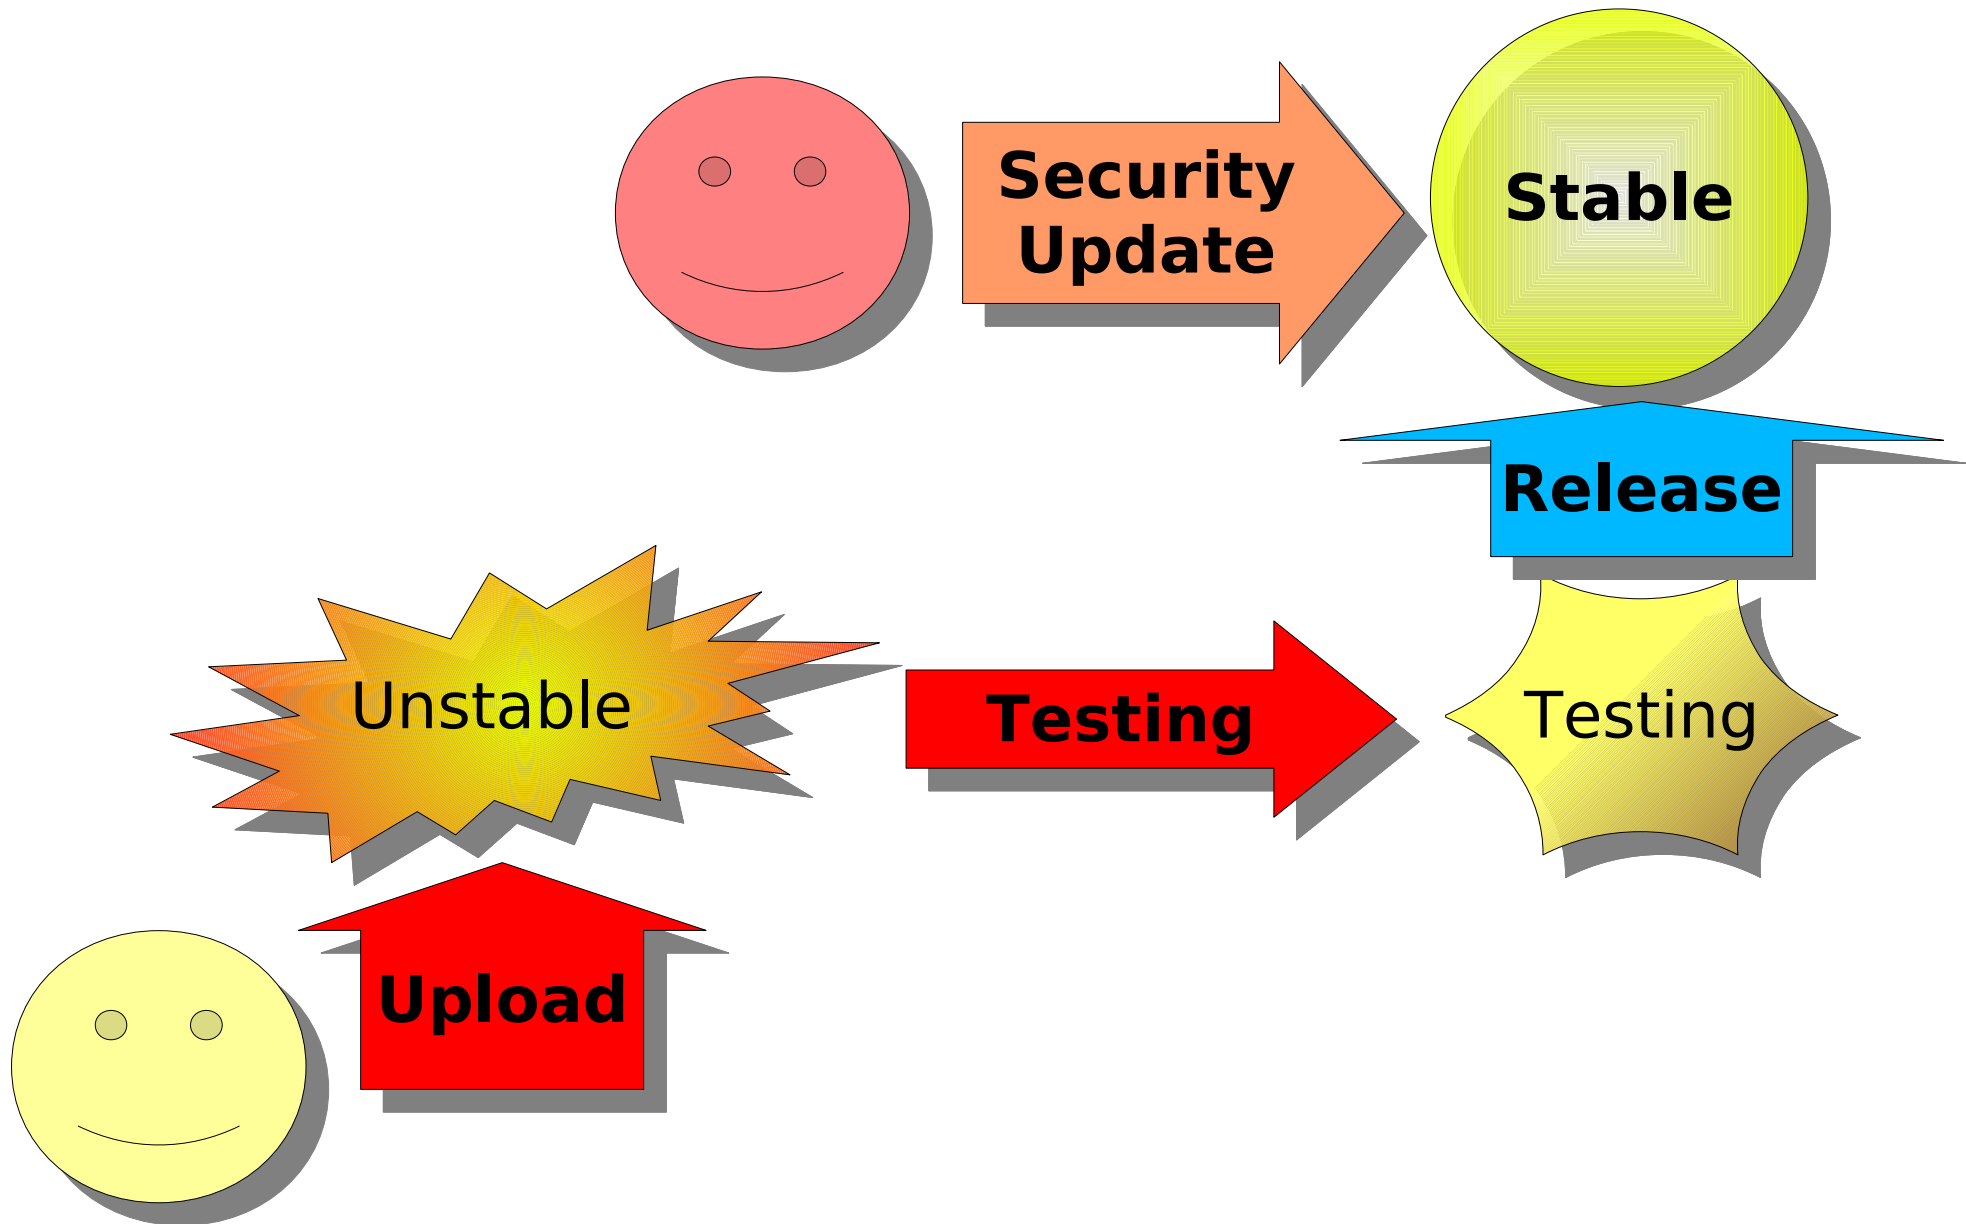 Security
Update
Stable
Release
Unstable
Testing
Testing
Upload